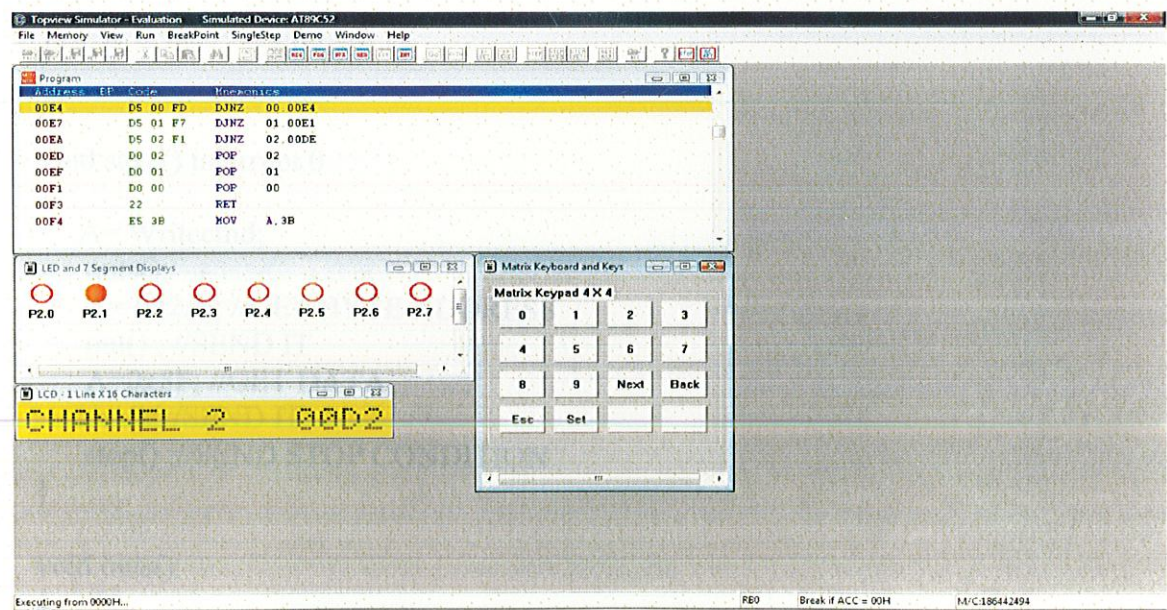 Topview Simulator - Evaluation Simulated Device: AT89C52
File Memory View Run BreakPoint SingleStep Demo Window Help
Program
Address BP Code Mnemonics
00E4 D5 00 FD DJNZ 00,00E4
00E7 D5 01 F7 DJNZ 01,00E1
00EA D5 02 F1 DJNZ 02,00DE
00ED D0 02 POP 02
00EF D0 01 POP 01
00F1 D0 00 POP 00
00F3 22 RET
00F4 E5 3B MOV A,3B
LED and 7 Segment Displays
P2.0 P2.1 P2.2 P2.3 P2.4 P2.5 P2.6 P2.7
LCD - 1 Line X 16 Characters
CHANNEL 2 00D2
Matrix Keyboard and Keys
Matrix Keypad 4 X 4
0 1 2 3
4 5 6 7
8 9 Next Back
Esc Set
Executing from 0000H... RB0 Break if ACC = 00H M/C:186442494